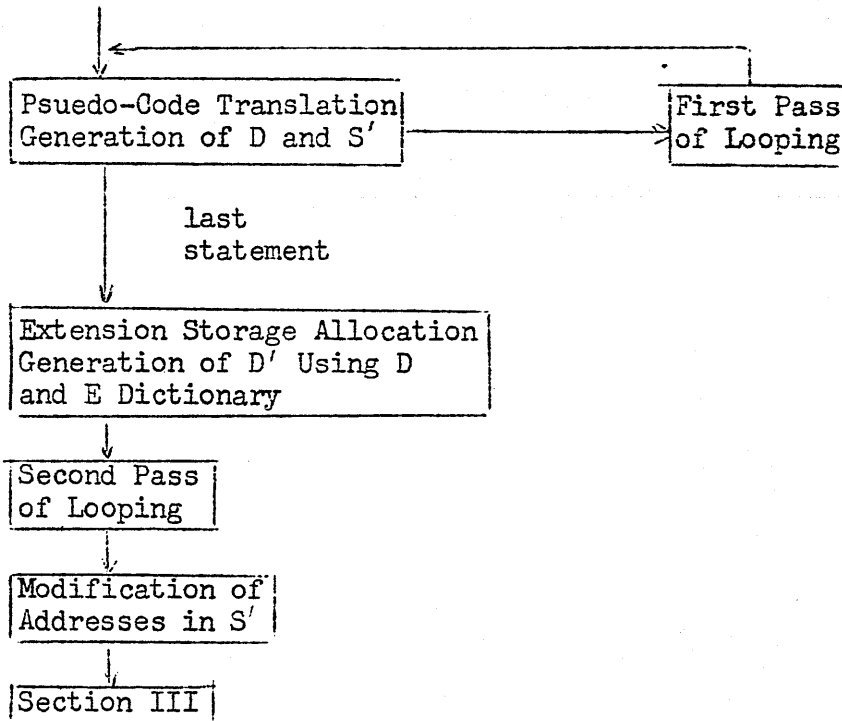 Psuedo-Code Translation
Generation of D and S′
First Pass
of Looping
last
statement
Extension Storage Allocation
Generation of D′ Using D
and E Dictionary
Second Pass
of Looping
Modification of
Addresses in S′
Section III